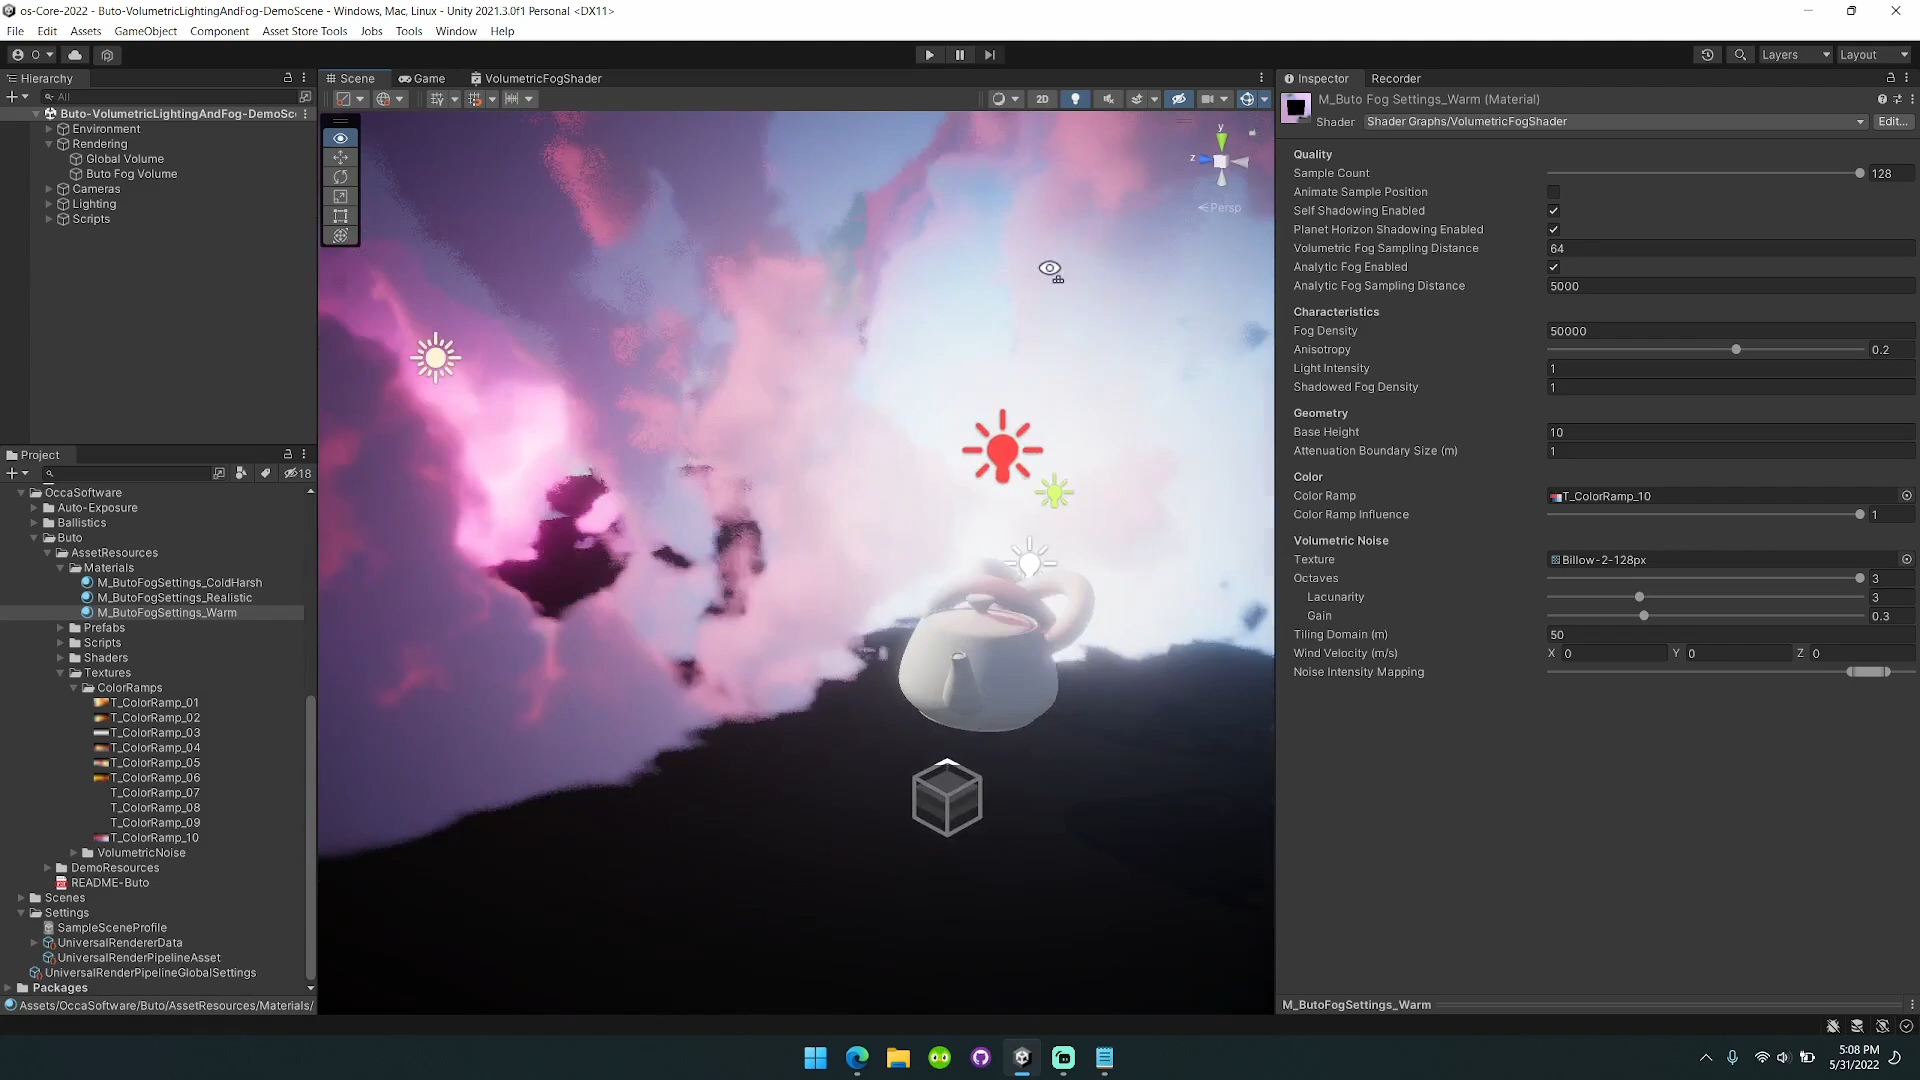 os-Core-2022 - Buto-VolumetricLightingAndFog-DemoScene - Windows, Mac, Linux - Unity 2021.3.0f1 Personal <DX11>
File Edit Assets GameObject Component Asset Store Tools Jobs Tools Window Help
O
Layers
Layout
Hierarchy
All
Buto-VolumetricLightingAndFog-DemoSc
Environment
Rendering
Global Volume
Buto Fog Volume
Cameras
Lighting
Scripts
Scene Game VolumetricFogShader
2D
y
z
Persp
Project
18
OccaSoftware
Auto-Exposure
Ballistics
Buto
AssetResources
Materials
M_ButoFogSettings_ColdHarsh
M_ButoFogSettings_Realistic
M_ButoFogSettings_Warm
Prefabs
Scripts
Shaders
Textures
ColorRamps
T_ColorRamp_01
T_ColorRamp_02
T_ColorRamp_03
T_ColorRamp_04
T_ColorRamp_05
T_ColorRamp_06
T_ColorRamp_07
T_ColorRamp_08
T_ColorRamp_09
T_ColorRamp_10
VolumetricNoise
DemoResources
README-Buto
Scenes
Settings
SampleSceneProfile
UniversalRendererData
UniversalRenderPipelineAsset
UniversalRenderPipelineGlobalSettings
Packages
Assets/OccaSoftware/Buto/AssetResources/Materials/
Inspector Recorder
M_Buto Fog Settings_Warm (Material)
Shader Shader Graphs/VolumetricFogShader Edit...
Quality
Sample Count 128
Animate Sample Position
Self Shadowing Enabled
Planet Horizon Shadowing Enabled
Volumetric Fog Sampling Distance 64
Analytic Fog Enabled
Analytic Fog Sampling Distance 5000
Characteristics
Fog Density 50000
Anisotropy 0.2
Light Intensity 1
Shadowed Fog Density 1
Geometry
Base Height 10
Attenuation Boundary Size (m) 1
Color
Color Ramp T_ColorRamp_10
Color Ramp Influence 1
Volumetric Noise
Texture Billow-2-128px
Octaves 3
Lacunarity 3
Gain 0.3
Tiling Domain (m) 50
Wind Velocity (m/s) X 0 Y 0 Z 0
Noise Intensity Mapping
M_ButoFogSettings_Warm
5:08 PM
5/31/2022